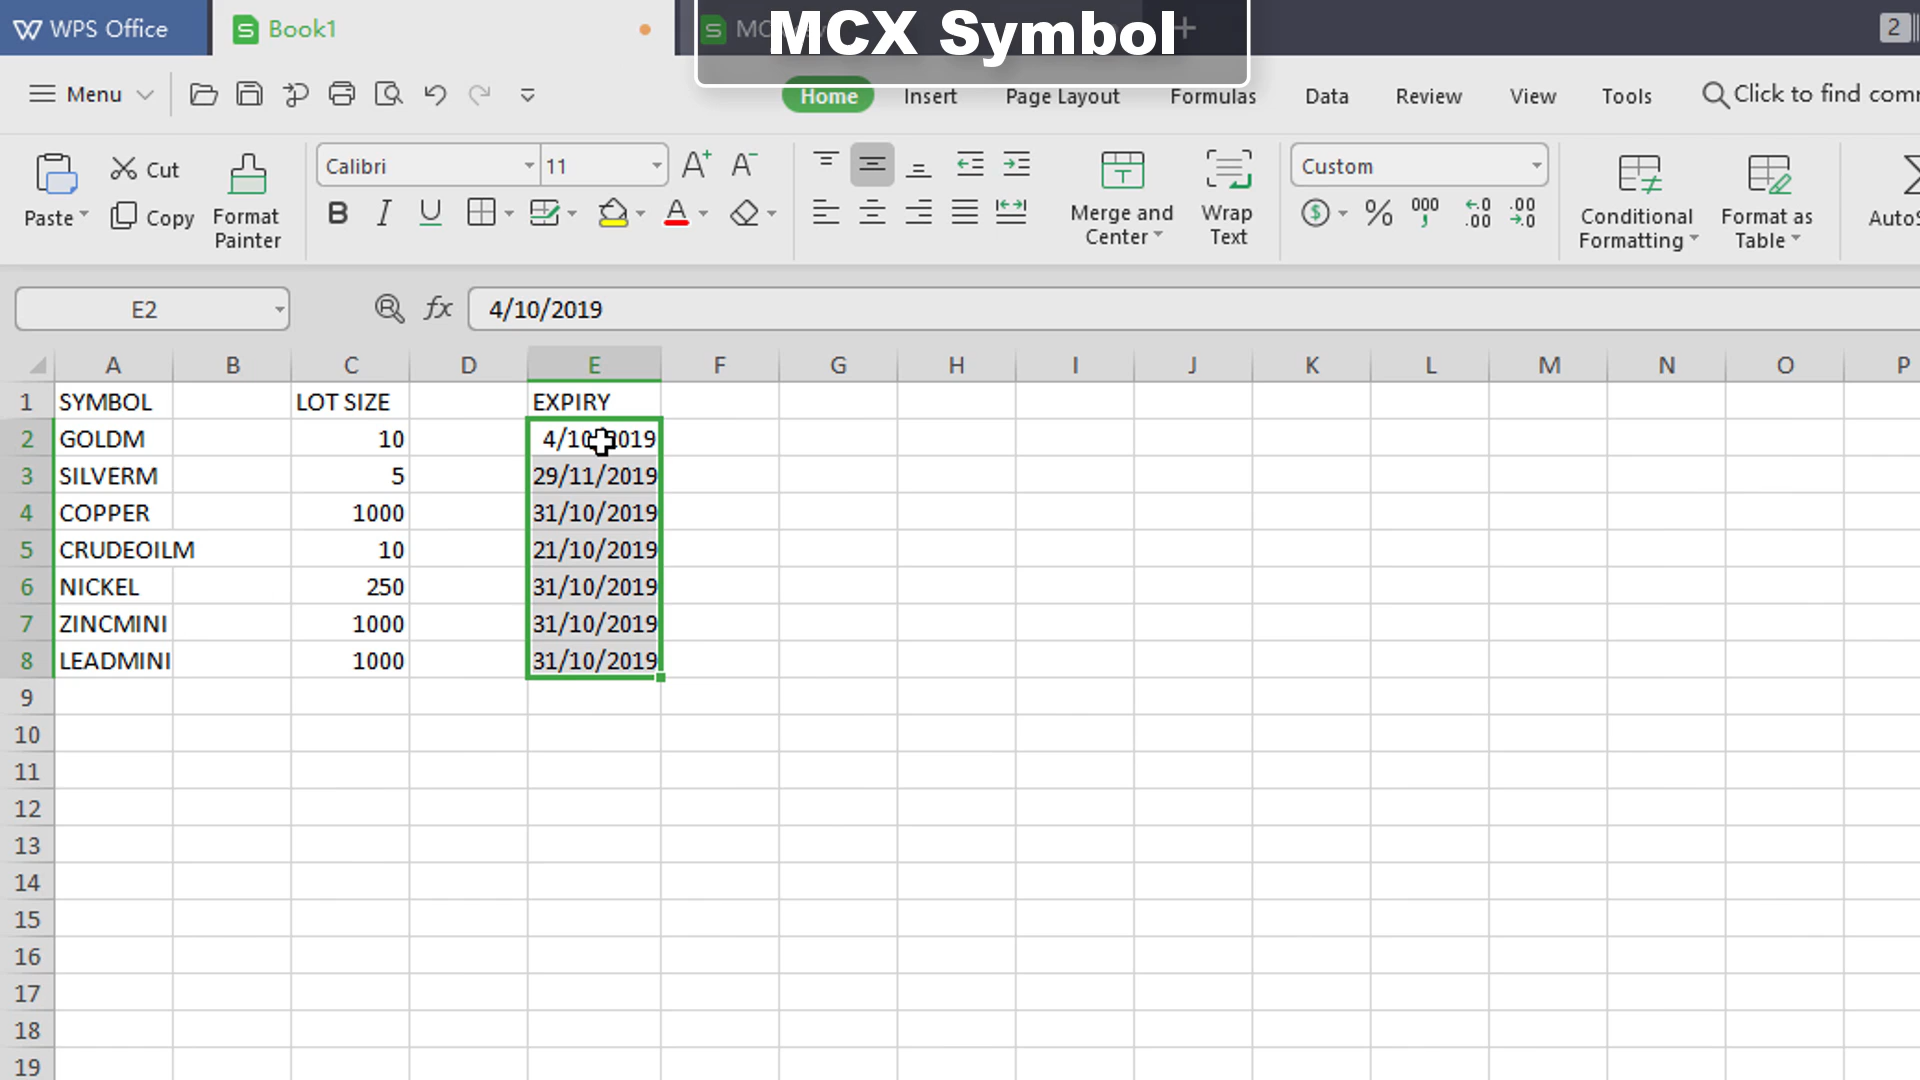 WPS Office
Book1
MCX Symbol
2
Menu
Home
Insert
Page Layout
Formulas
Data
Review
View
Tools
Click to find
Paste
Cut
Copy
Format
Painter
Calibri
11
Merge and
Center
Wrap
Text
Custom
Conditional
Formatting
Format as
Table
E2
fx
4/10/2019
A B C D E F G H I J K L M N O P
1 SYMBOL LOT SIZE EXPIRY
2 GOLDM 10 4/10/2019
3 SILVERM 5 29/11/2019
4 COPPER 1000 31/10/2019
5 CRUDEOILM 10 21/10/2019
6 NICKEL 250 31/10/2019
7 ZINCMINI 1000 31/10/2019
8 LEADMINI 1000 31/10/2019
9
10
11
12
13
14
15
16
17
18
19